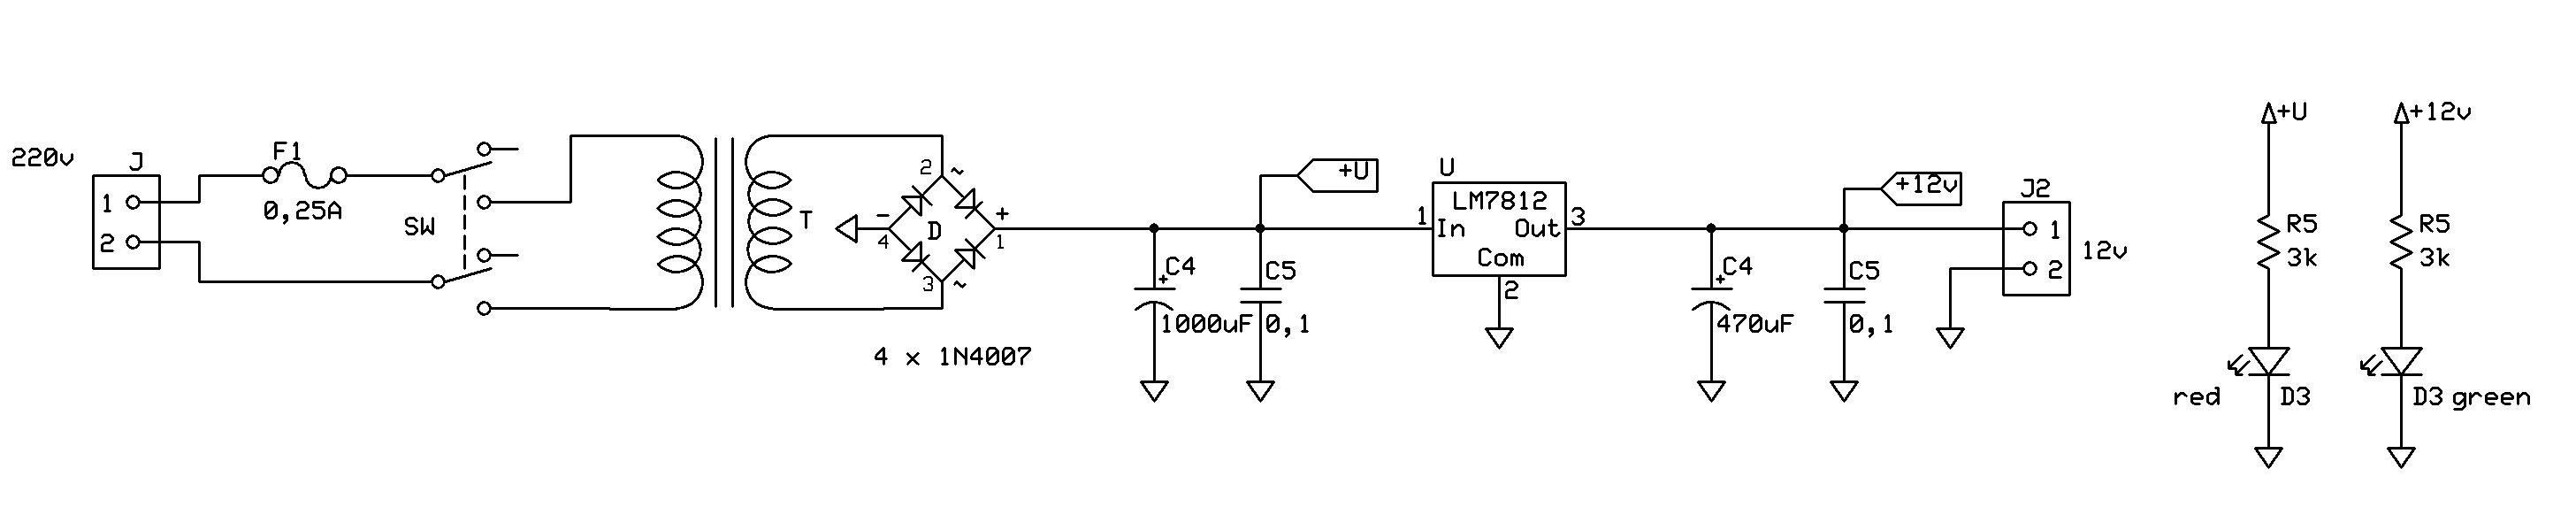 220v
J
1
2
F1
0,25A
SW
T
2
~
-
4
D
+
1
3
~
4 x 1N4007
C4
+
1000uF
C5
0,1
+U
U
LM7812
1
In
Out
3
Com
2
C4
+
470uF
C5
0,1
+12v
J2
1
2
12v
+U
R5
3k
red
D3
+12v
R5
3k
D3 green